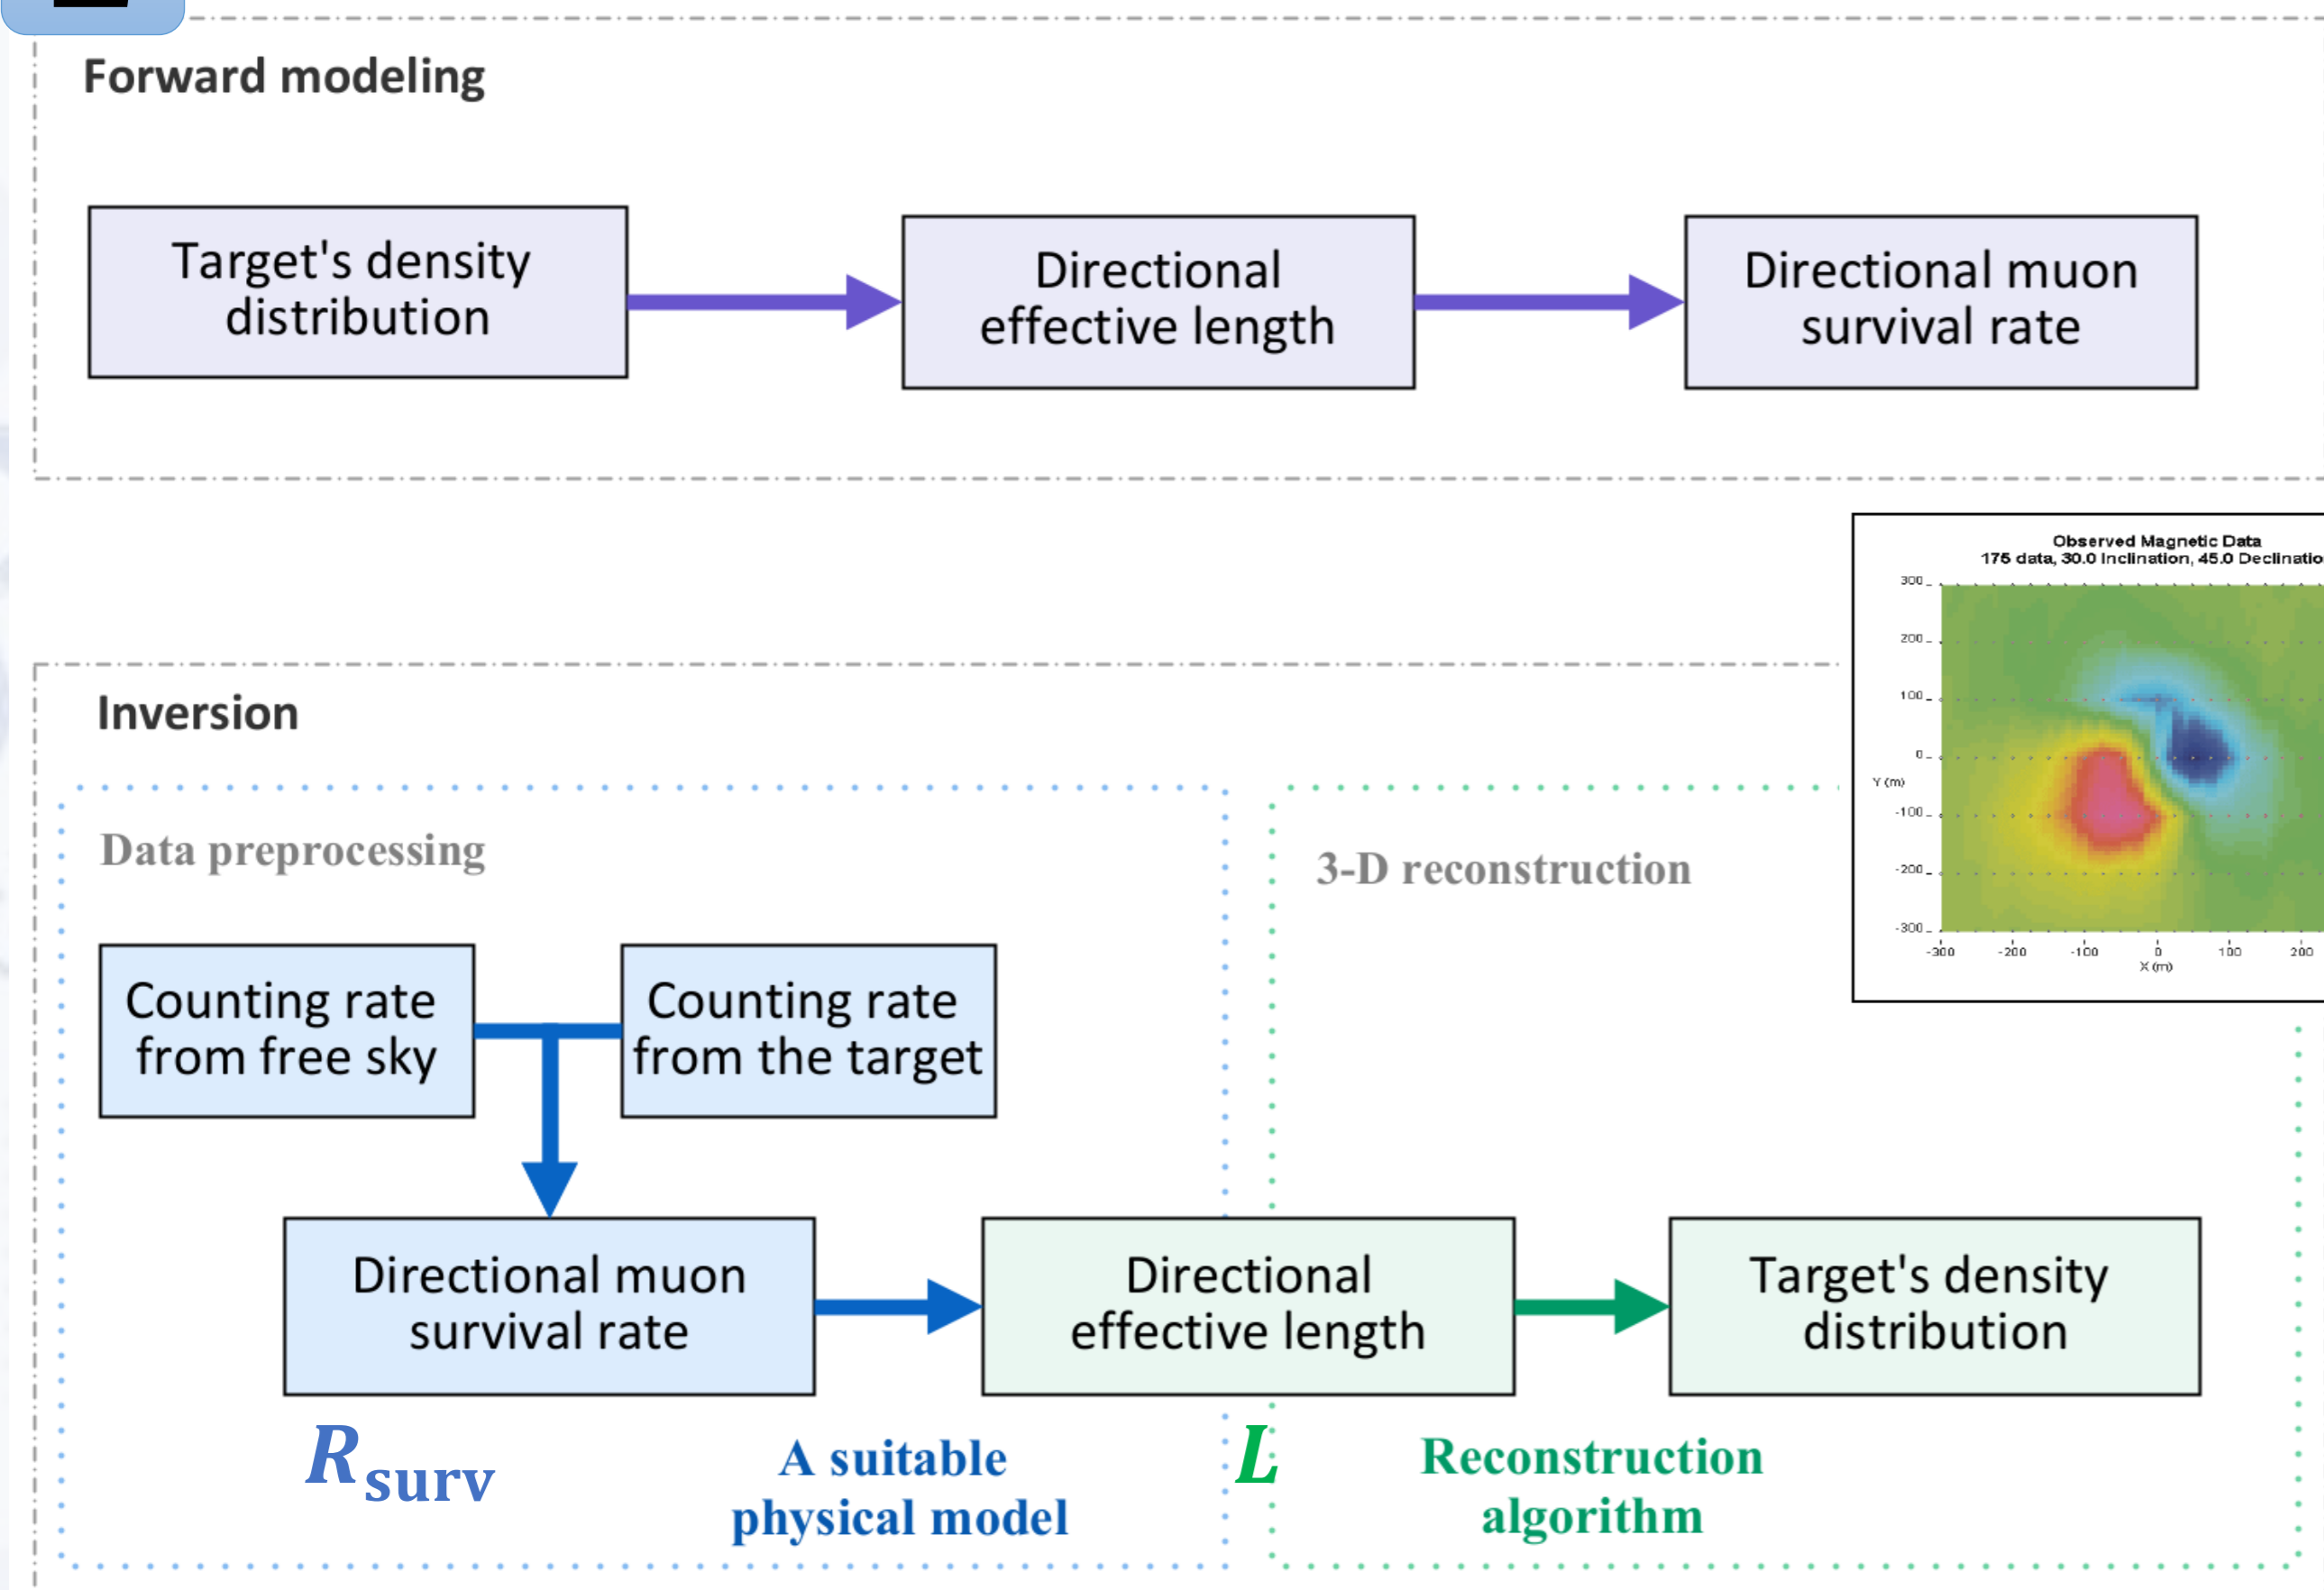 Forward modeling
Target's density
distribution
Directional
effective length
Directional muon
survival rate
Observed Magnetic Data
175 data, 30.0 Inclination, 45.0 Declinatio
300
200
100
0
-100
-200
-300
Y (m)
-300 -200 -100 0 100 200
X (m)
Inversion
Data preprocessing
3-D reconstruction
Counting rate
from free sky
Counting rate
from the target
Directional muon
survival rate
Directional
effective length
Target's density
distribution
R surv
A suitable
physical model
L
Reconstruction
algorithm